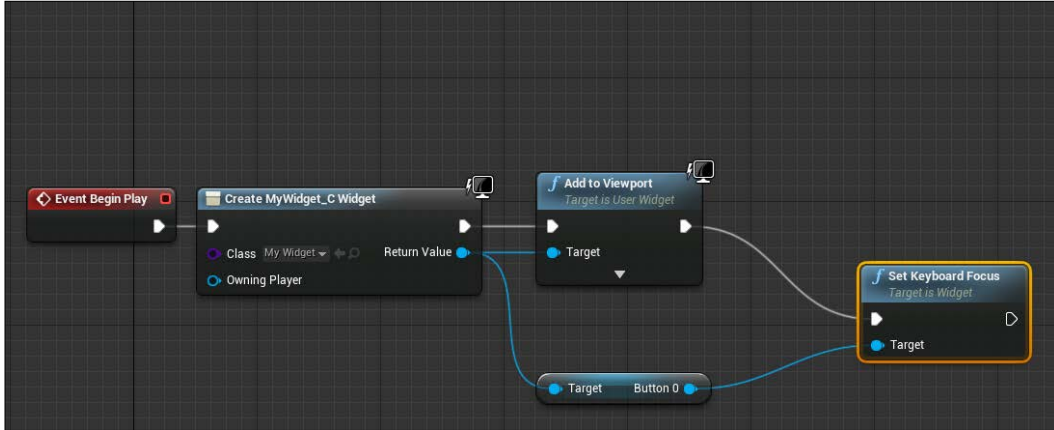 Event Begin Play
Create MyWidget_C Widget
Class My Widget Return Value
Owning Player
f Add to Viewport
Target is User Widget
Target
f Set Keyboard Focus
Target is Widget
Target
Target Button 0